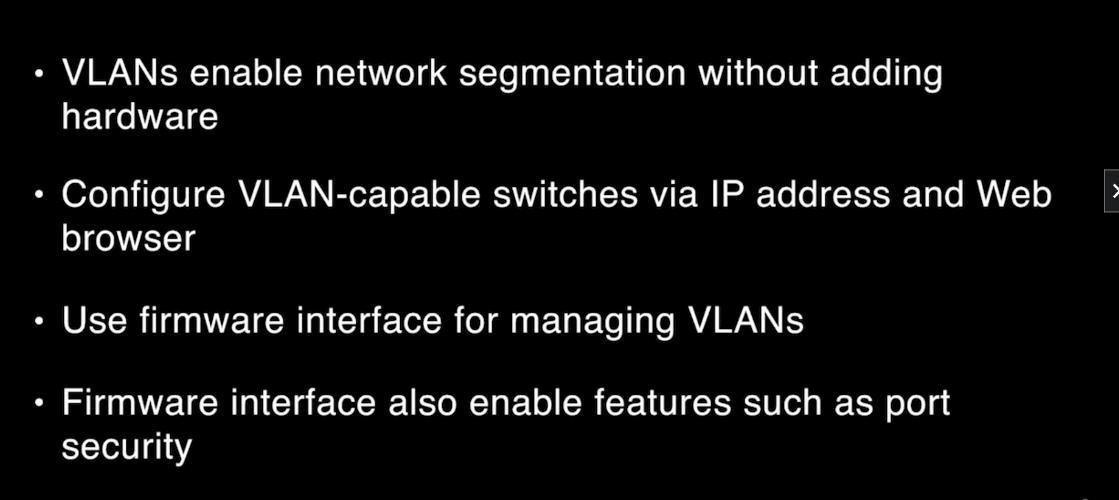 • VLANs enable network segmentation without adding
hardware
• Configure VLAN-capable switches via IP address and Web
browser
• Use firmware interface for managing VLANs
• Firmware interface also enable features such as port
security